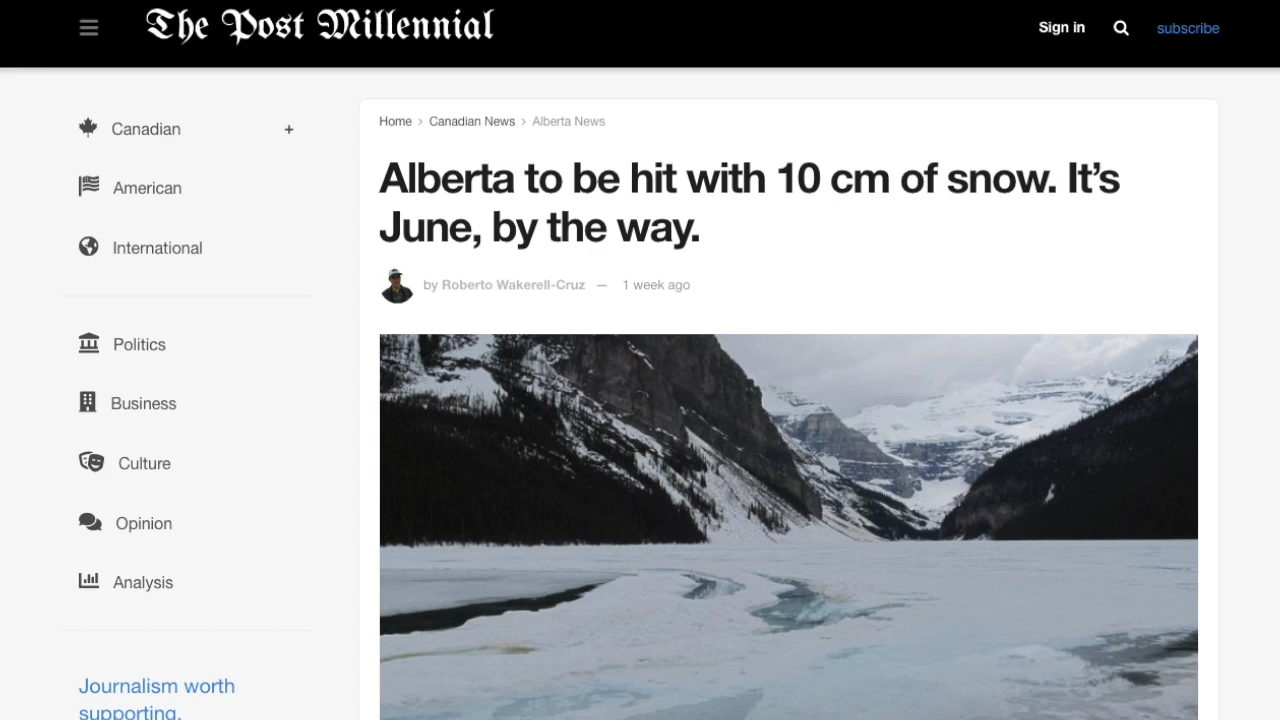 The Post Millennial
Sign in
subscribe
Canadian +
American
International
Politics
Business
Culture
Opinion
Analysis
Journalism worth
supporting.
Home › Canadian News › Alberta News
Alberta to be hit with 10 cm of snow. It’s
June, by the way.
by Roberto Wakerell-Cruz — 1 week ago